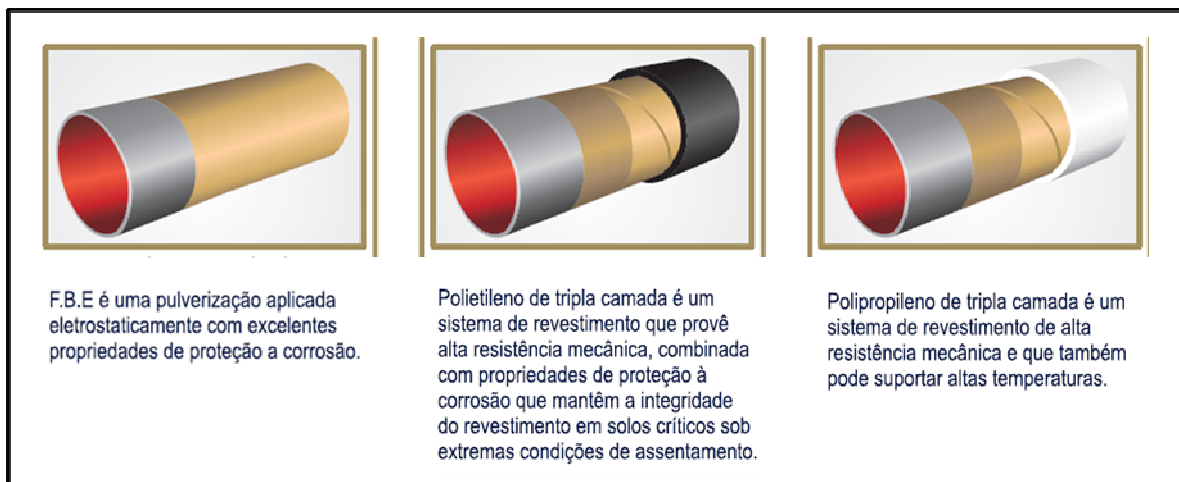 F.B.E é uma pulverização aplicada
eletrostaticamente com excelentes
propriedades de proteção a corrosão.
Polietileno de tripla camada é um
sistema de revestimento que provê
alta resistência mecânica, combinada
com propriedades de proteção à
corrosão que mantêm a integridade
do revestimento em solos críticos sob
extremas condições de assentamento.
Polipropileno de tripla camada é um
sistema de revestimento de alta
resistência mecânica e que também
pode suportar altas temperaturas.